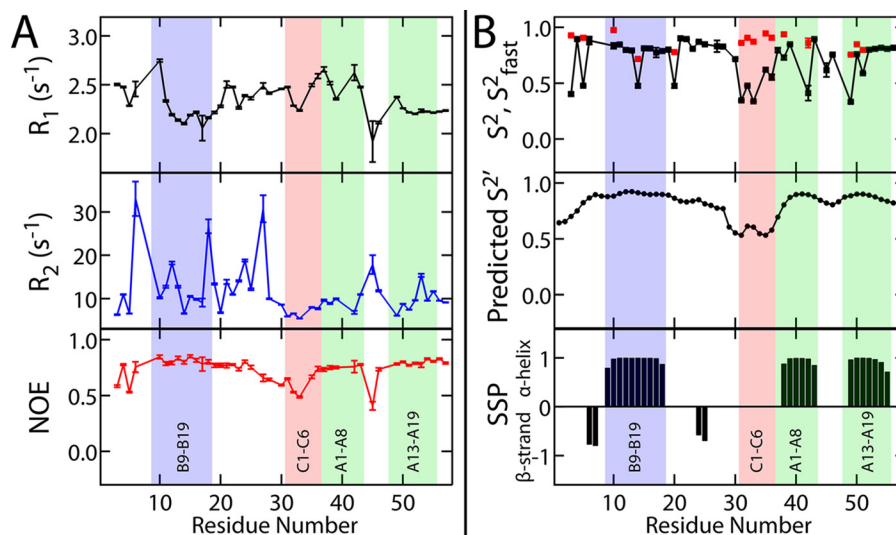 A
3.0
2.5
2.0
R1 (s-1)
30
20
10
R2 (s-1)
1.0
0.5
0.0
NOE
B9-B19
C1-C6
A1-A8
A13-A19
10 20 30 40 50
Residue Number
B
1.0
0.5
0.0
S2, S2fast
1.0
0.5
0.0
Predicted S2'
1
0
-1
SSP
β-strand α-helix
B9-B19
C1-C6
A1-A8
A13-A19
10 20 30 40 50
Residue Number